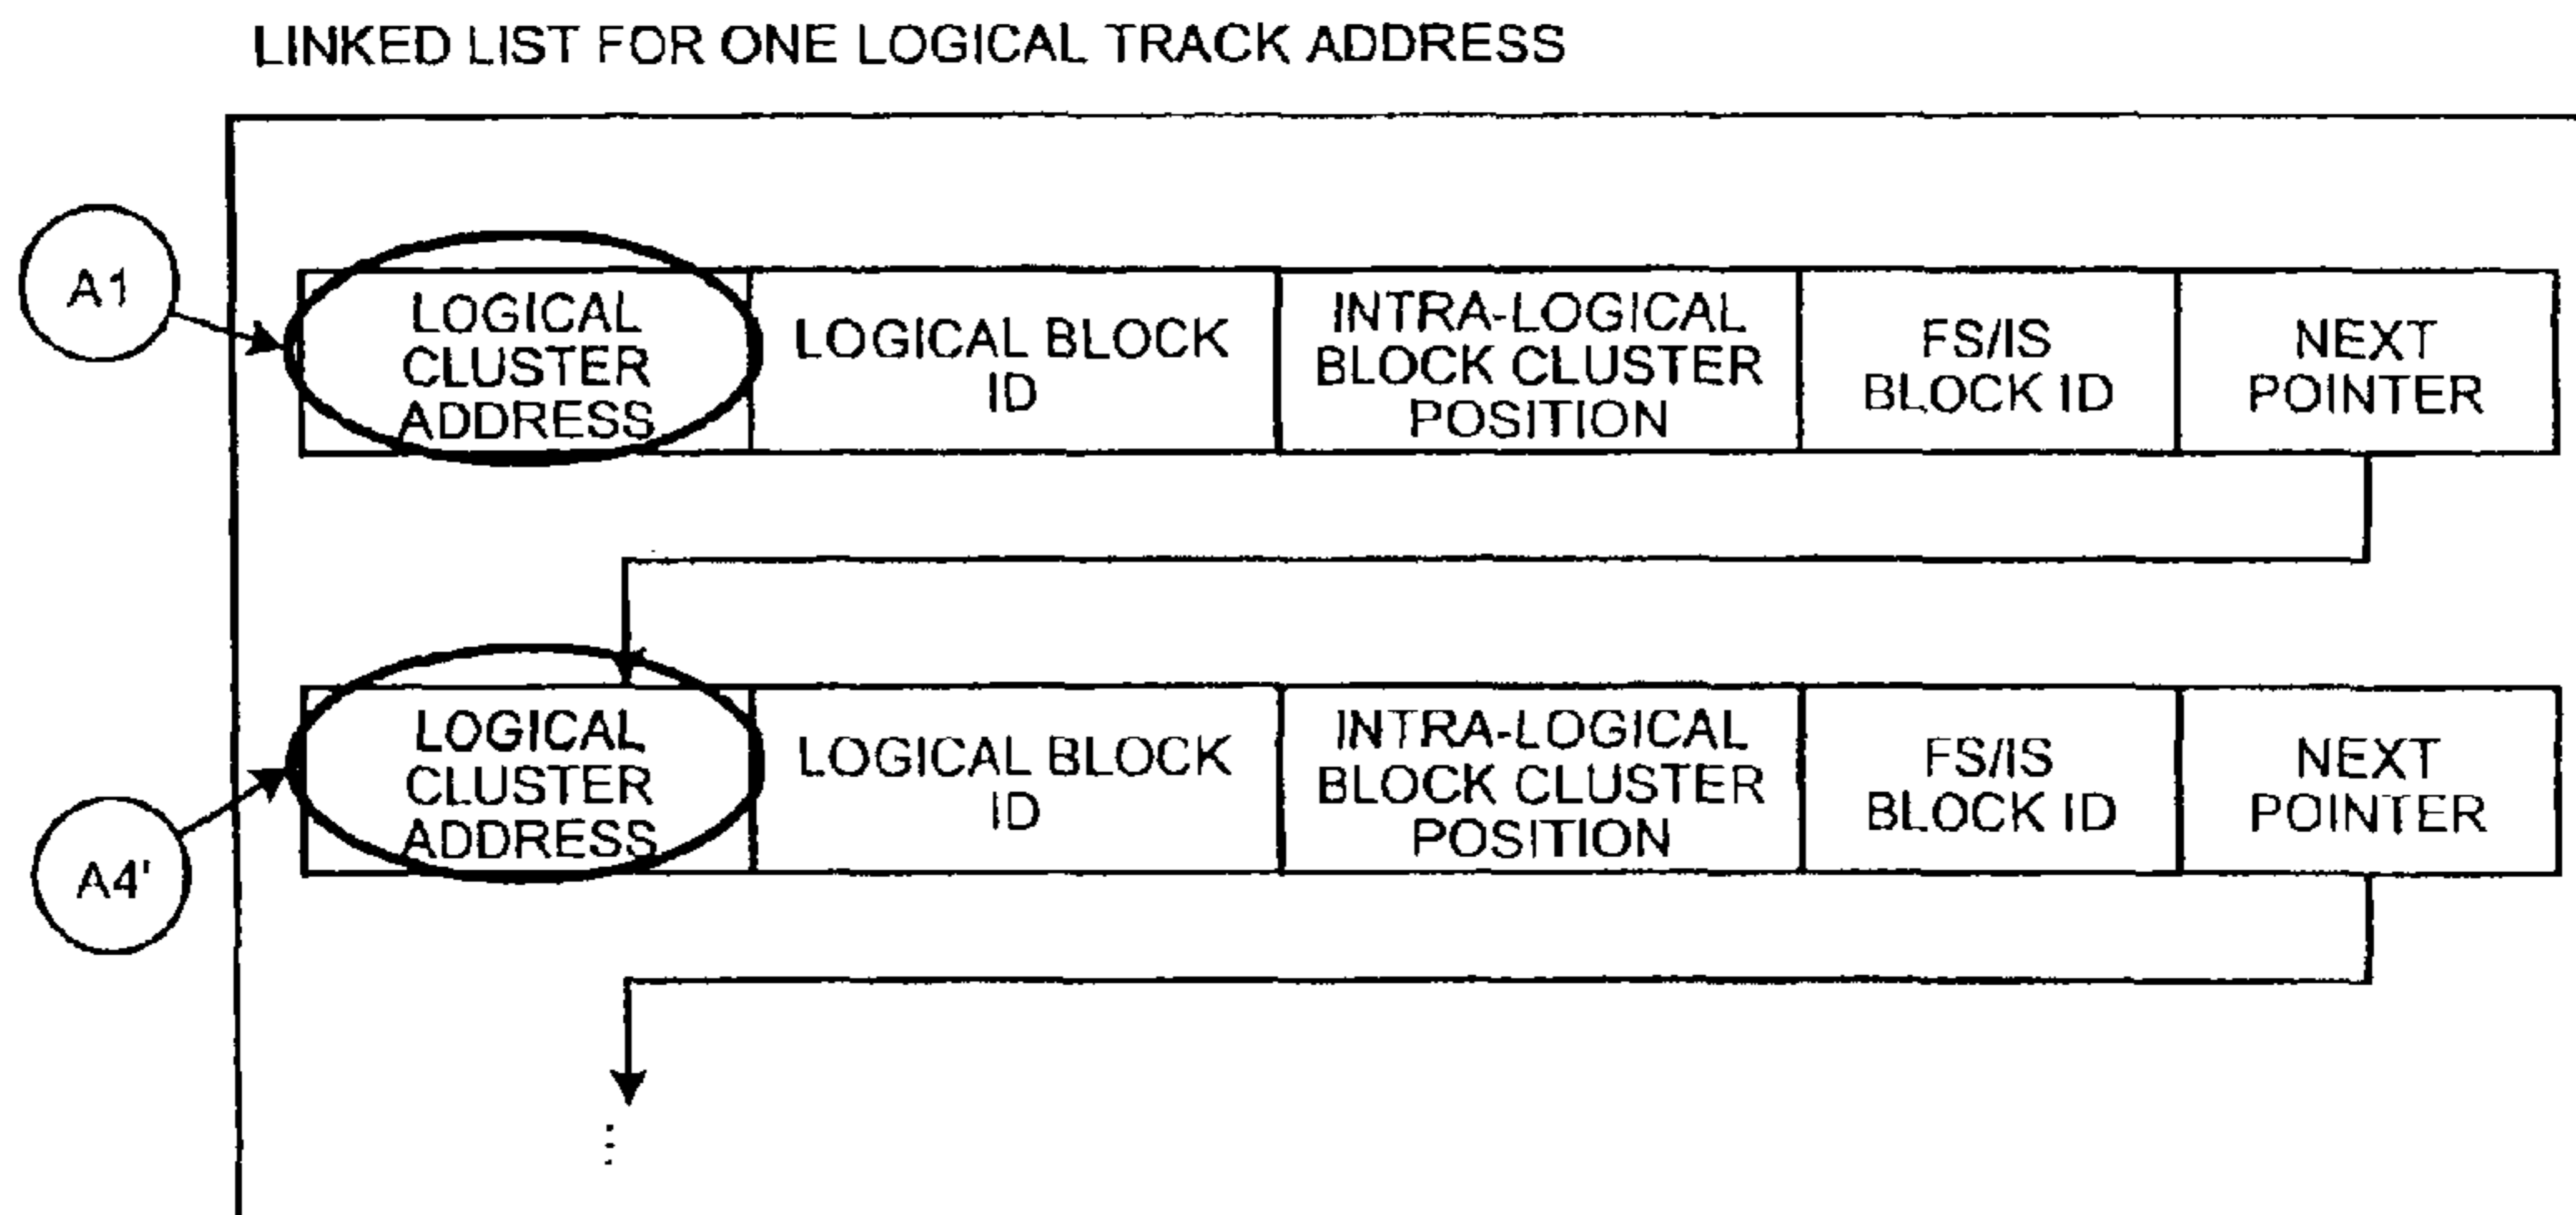 LINKED LIST FOR ONE LOGICAL TRACK ADDRESS
A1
LOGICAL
CLUSTER
ADDRESS
LOGICAL BLOCK
ID
INTRA-LOGICAL
BLOCK CLUSTER
POSITION
FS/IS
BLOCK ID
NEXT
POINTER
A4'
LOGICAL
CLUSTER
ADDRESS
LOGICAL BLOCK
ID
INTRA-LOGICAL
BLOCK CLUSTER
POSITION
FS/IS
BLOCK ID
NEXT
POINTER
⋮